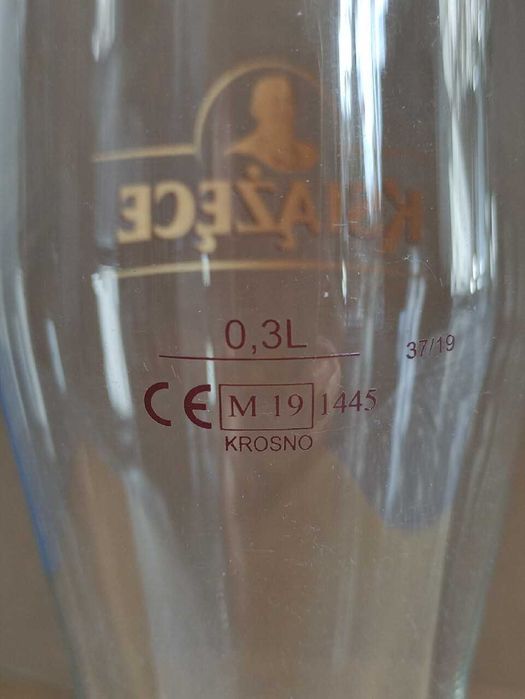 KSIĄŻĘCE
0,3L
37/19
CE M 19 1445
KROSNO